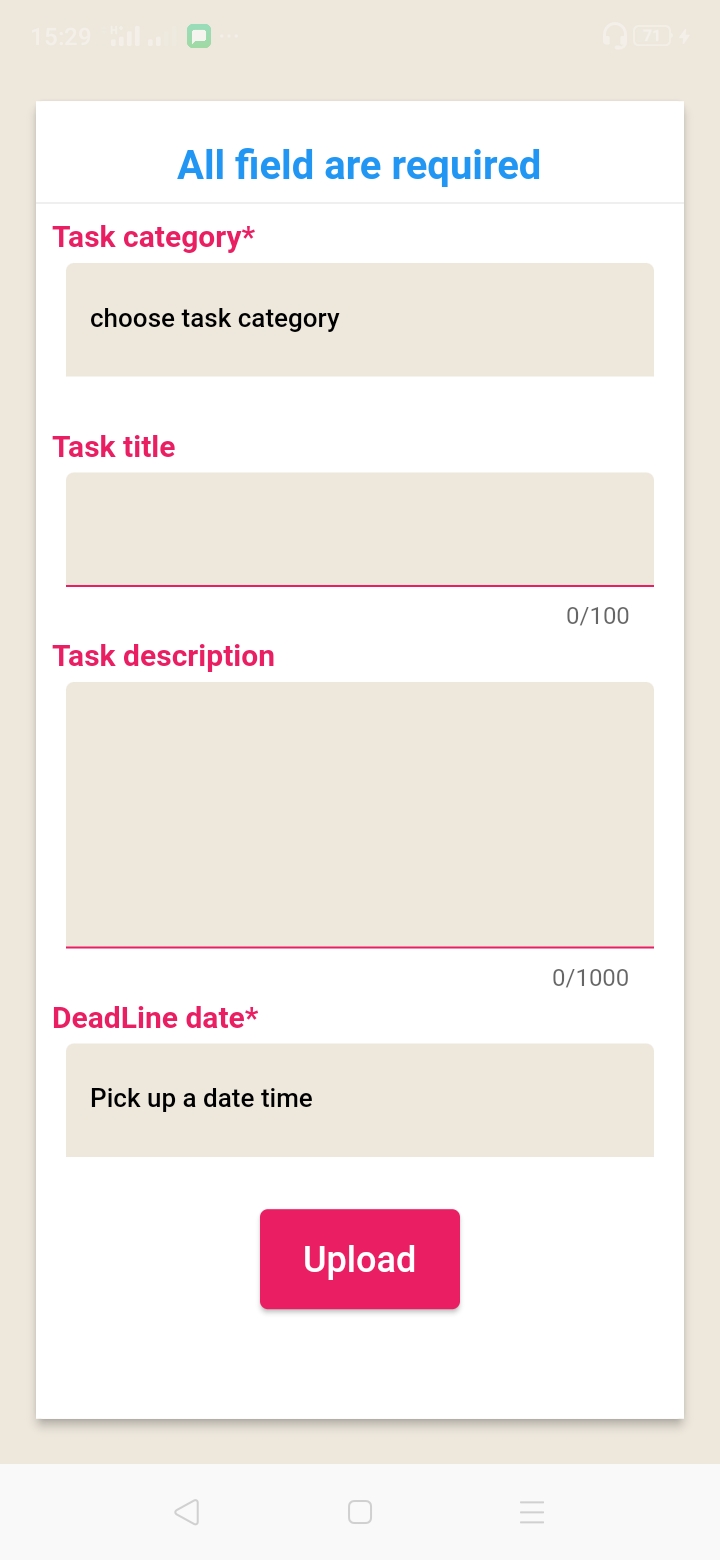 15:29
71
All field are required
Task category*
choose task category
Task title
0/100
Task description
0/1000
DeadLine date*
Pick up a date time
Upload